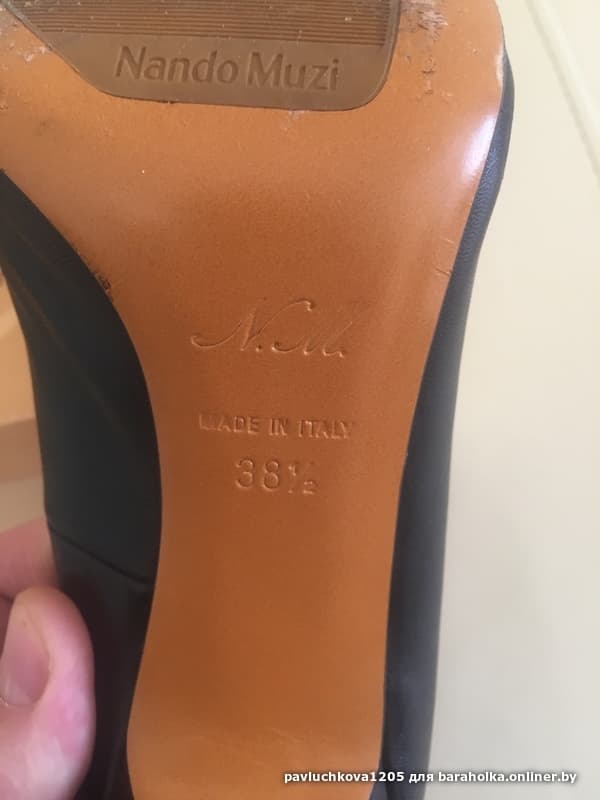 Nando Muzi
N.M.
MADE IN ITALY
38½
pavluchkova1205 для baraholka.onliner.by